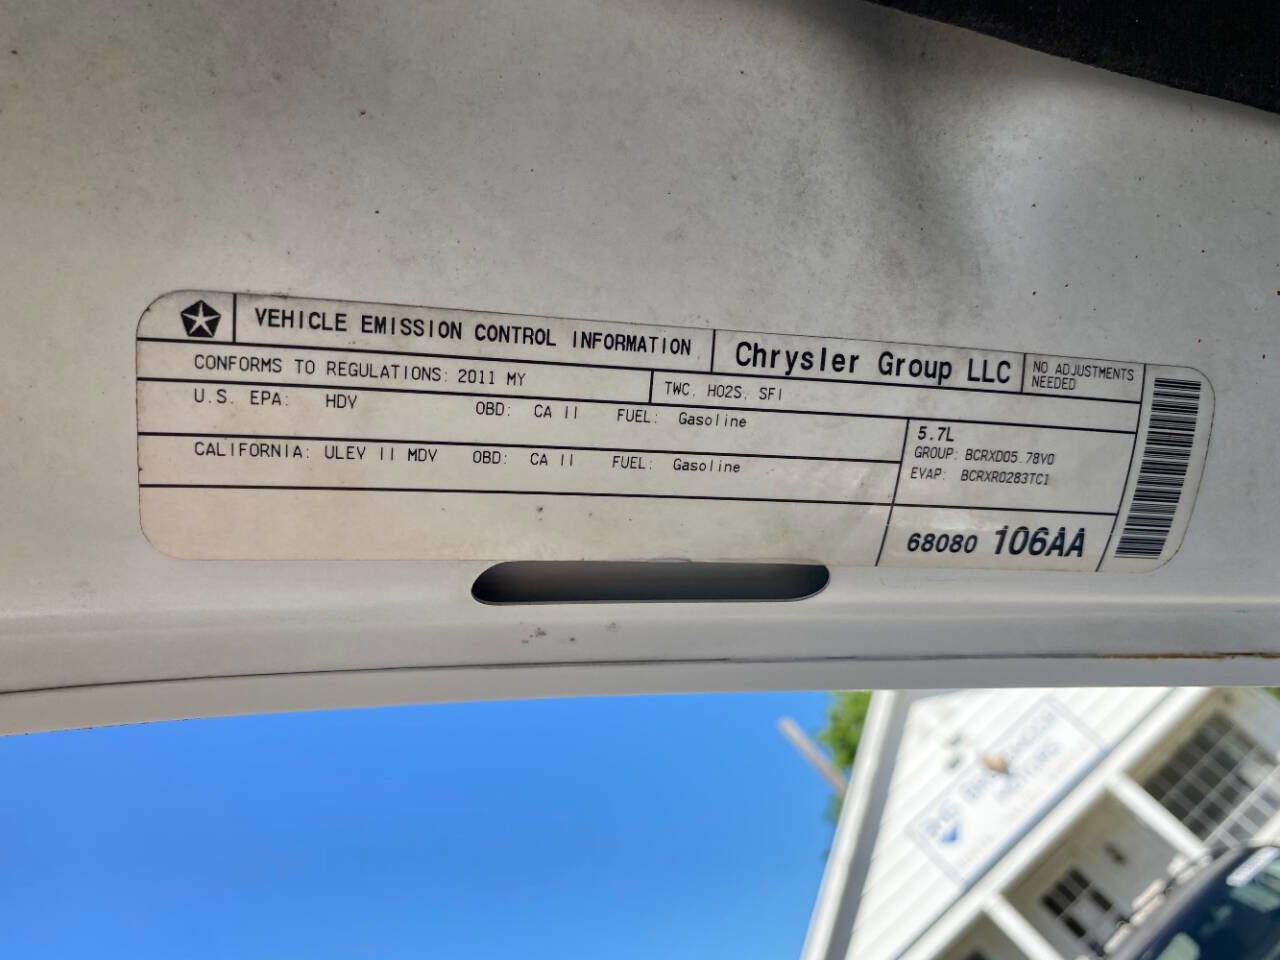 VEHICLE EMISSION CONTROL INFORMATION
Chrysler Group LLC
NO ADJUSTMENTS
NEEDED
CONFORMS TO REGULATIONS: 2011 MY
TWC, HO2S, SFI
U.S. EPA: HDV OBD: CA II FUEL: Gasoline
CALIFORNIA: ULEV II MDV OBD: CA II FUEL: Gasoline
5.7L
GROUP: BCRXD05.78V0
EVAP: BCRXR0283TC1
68080 106AA